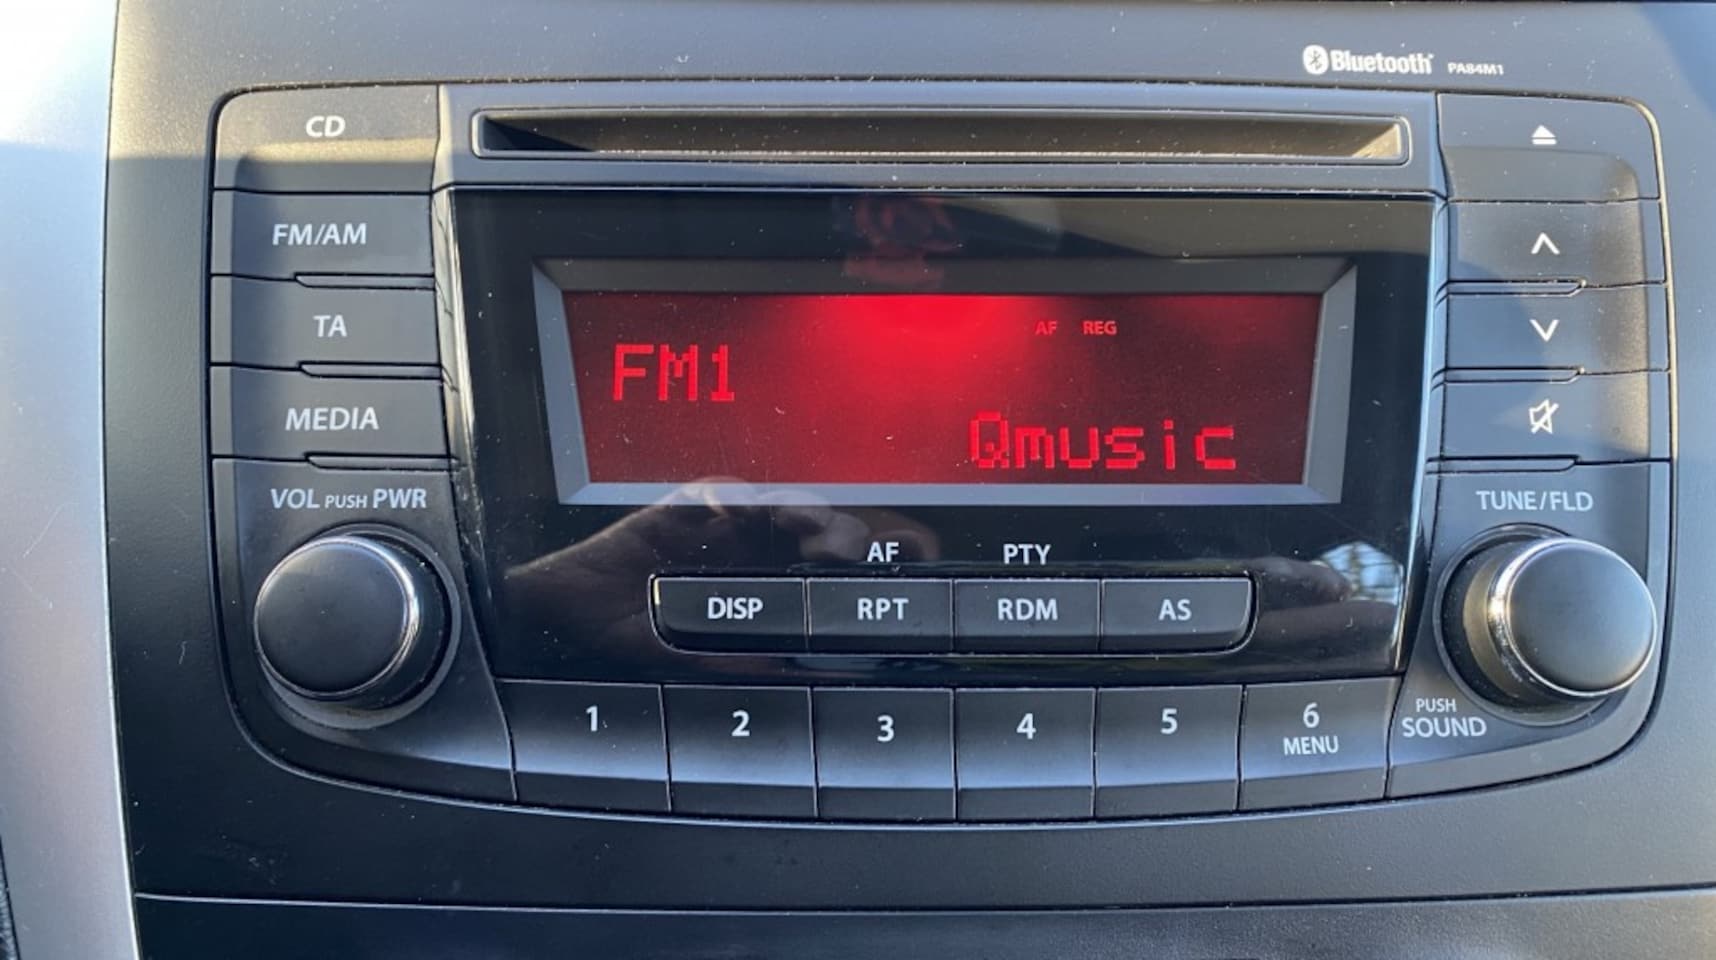 Bluetooth PA84M1
CD
FM/AM
TA
MEDIA
VOL PUSH PWR
AF REG
FM1
Qmusic
TUNE/FLD
AF PTY
DISP RPT RDM AS
1 2 3 4 5 6
MENU
PUSH
SOUND